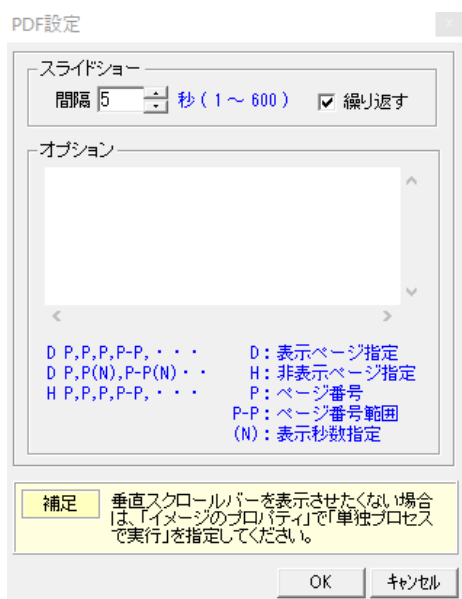 PDF設定
スライドショー
間隔 5 秒 ( 1 ～ 600 ) 繰り返す
オプション
D P,P,P,P-P,・・・ D：表示ページ指定
D P,P(N),P-P(N)・・ H：非表示ページ指定
H P,P,P,P-P,・・・ P：ページ番号
P-P：ページ番号範囲
(N)：表示秒数指定
補足 垂直スクロールバーを表示させたくない場合
は、「イメージのプロパティ」で「単独プロセス
で実行」を指定してください。
OK キャンセル